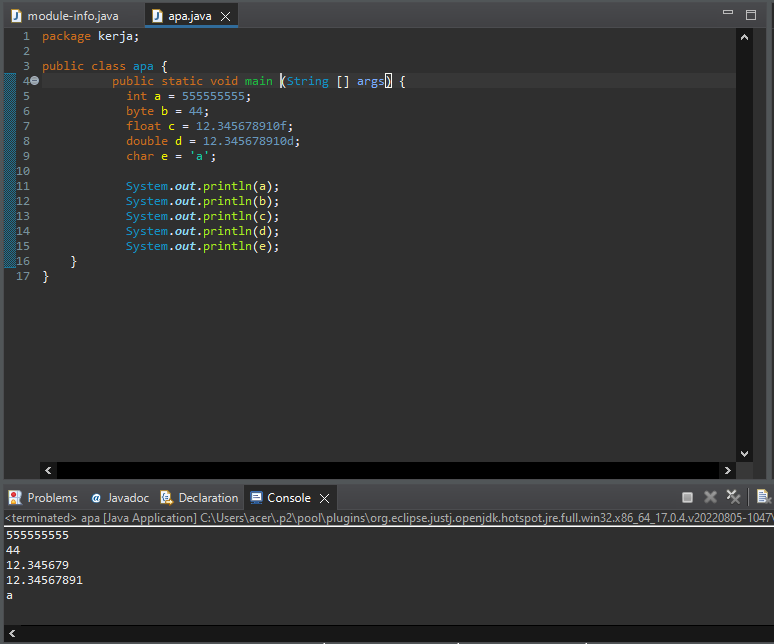 module-info.java apa.java
1 package kerja;
2
3 public class apa {
4 public static void main (String [] args) {
5 int a = 555555555;
6 byte b = 44;
7 float c = 12.345678910f;
8 double d = 12.345678910d;
9 char e = 'a';
10
11 System.out.println(a);
12 System.out.println(b);
13 System.out.println(c);
14 System.out.println(d);
15 System.out.println(e);
16 }
17 }
Problems @ Javadoc Declaration Console
<terminated> apa [Java Application] C:\Users\acer\.p2\pool\plugins\org.eclipse.justj.openjdk.hotspot.jre.full.win32.x86_64_17.0.4.v20220805-1047\
555555555
44
12.345679
12.34567891
a